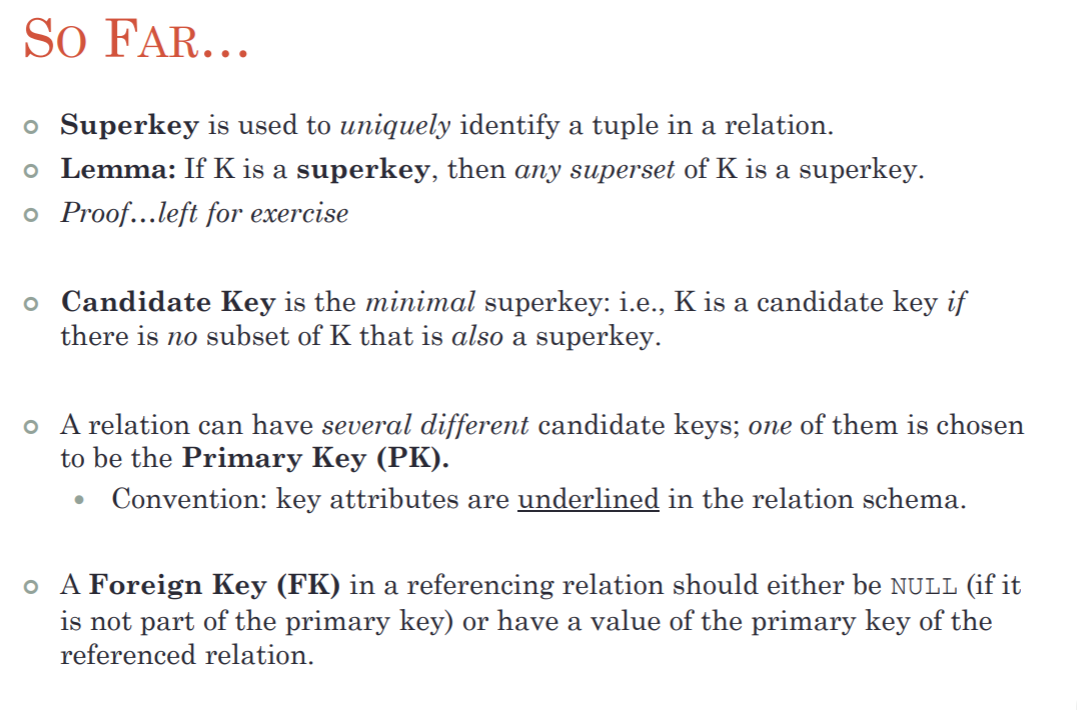 So Far...
Superkey is used to uniquely identify a tuple in a relation.
Lemma: If K is a superkey, then any superset of K is a superkey.
Proof...left for exercise
Candidate Key is the minimal superkey: i.e., K is a candidate key if
there is no subset of K that is also a superkey.
A relation can have several different candidate keys; one of them is chosen
to be the Primary Key (PK).
Convention: key attributes are underlined in the relation schema.
A Foreign Key (FK) in a referencing relation should either be NULL (if it
is not part of the primary key) or have a value of the primary key of the
referenced relation.